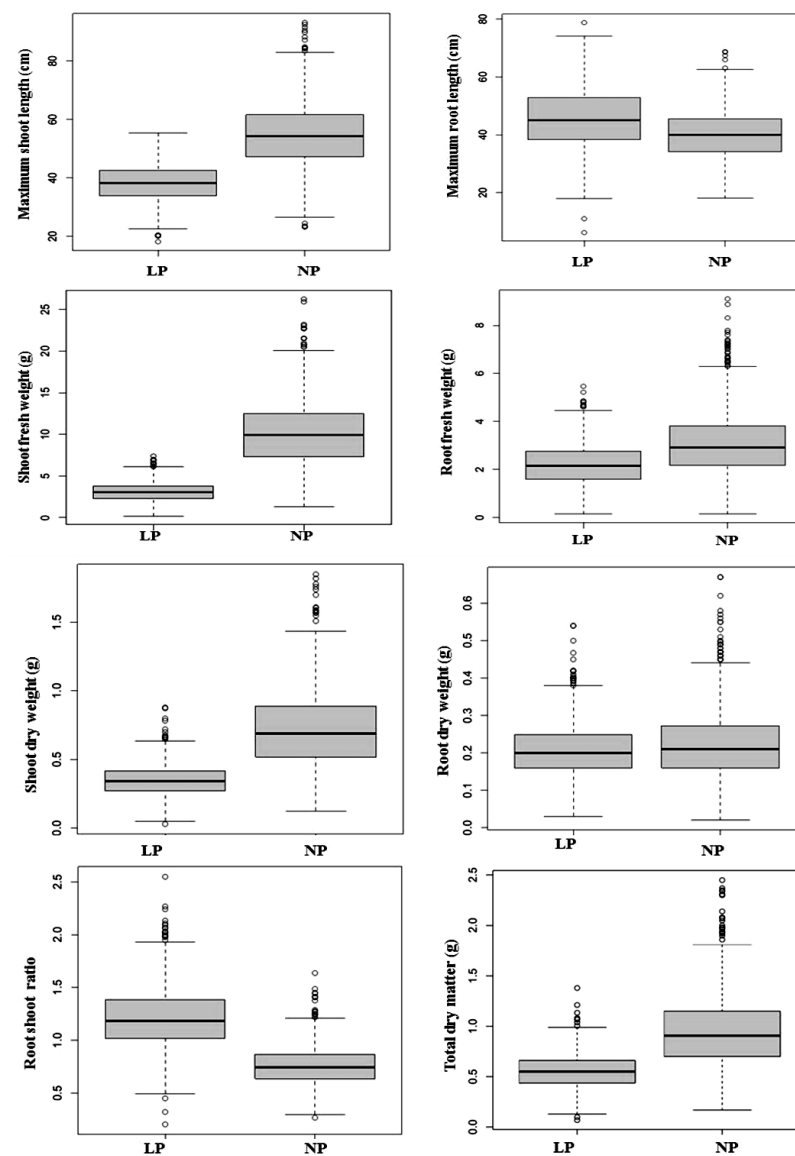 Maximum shoot length (cm)
80
60
40
20
LP NP
Maximum root length (cm)
80
60
40
20
LP NP
Shoot fresh weight (g)
25
20
15
10
5
0
LP NP
Root fresh weight (g)
8
6
4
2
0
LP NP
Shoot dry weight (g)
1.5
1.0
0.5
0.0
LP NP
Root dry weight (g)
0.6
0.5
0.4
0.3
0.2
0.1
0.0
LP NP
Root shoot ratio
2.5
2.0
1.5
1.0
0.5
LP NP
Total dry matter (g)
2.5
2.0
1.5
1.0
0.5
0.0
LP NP